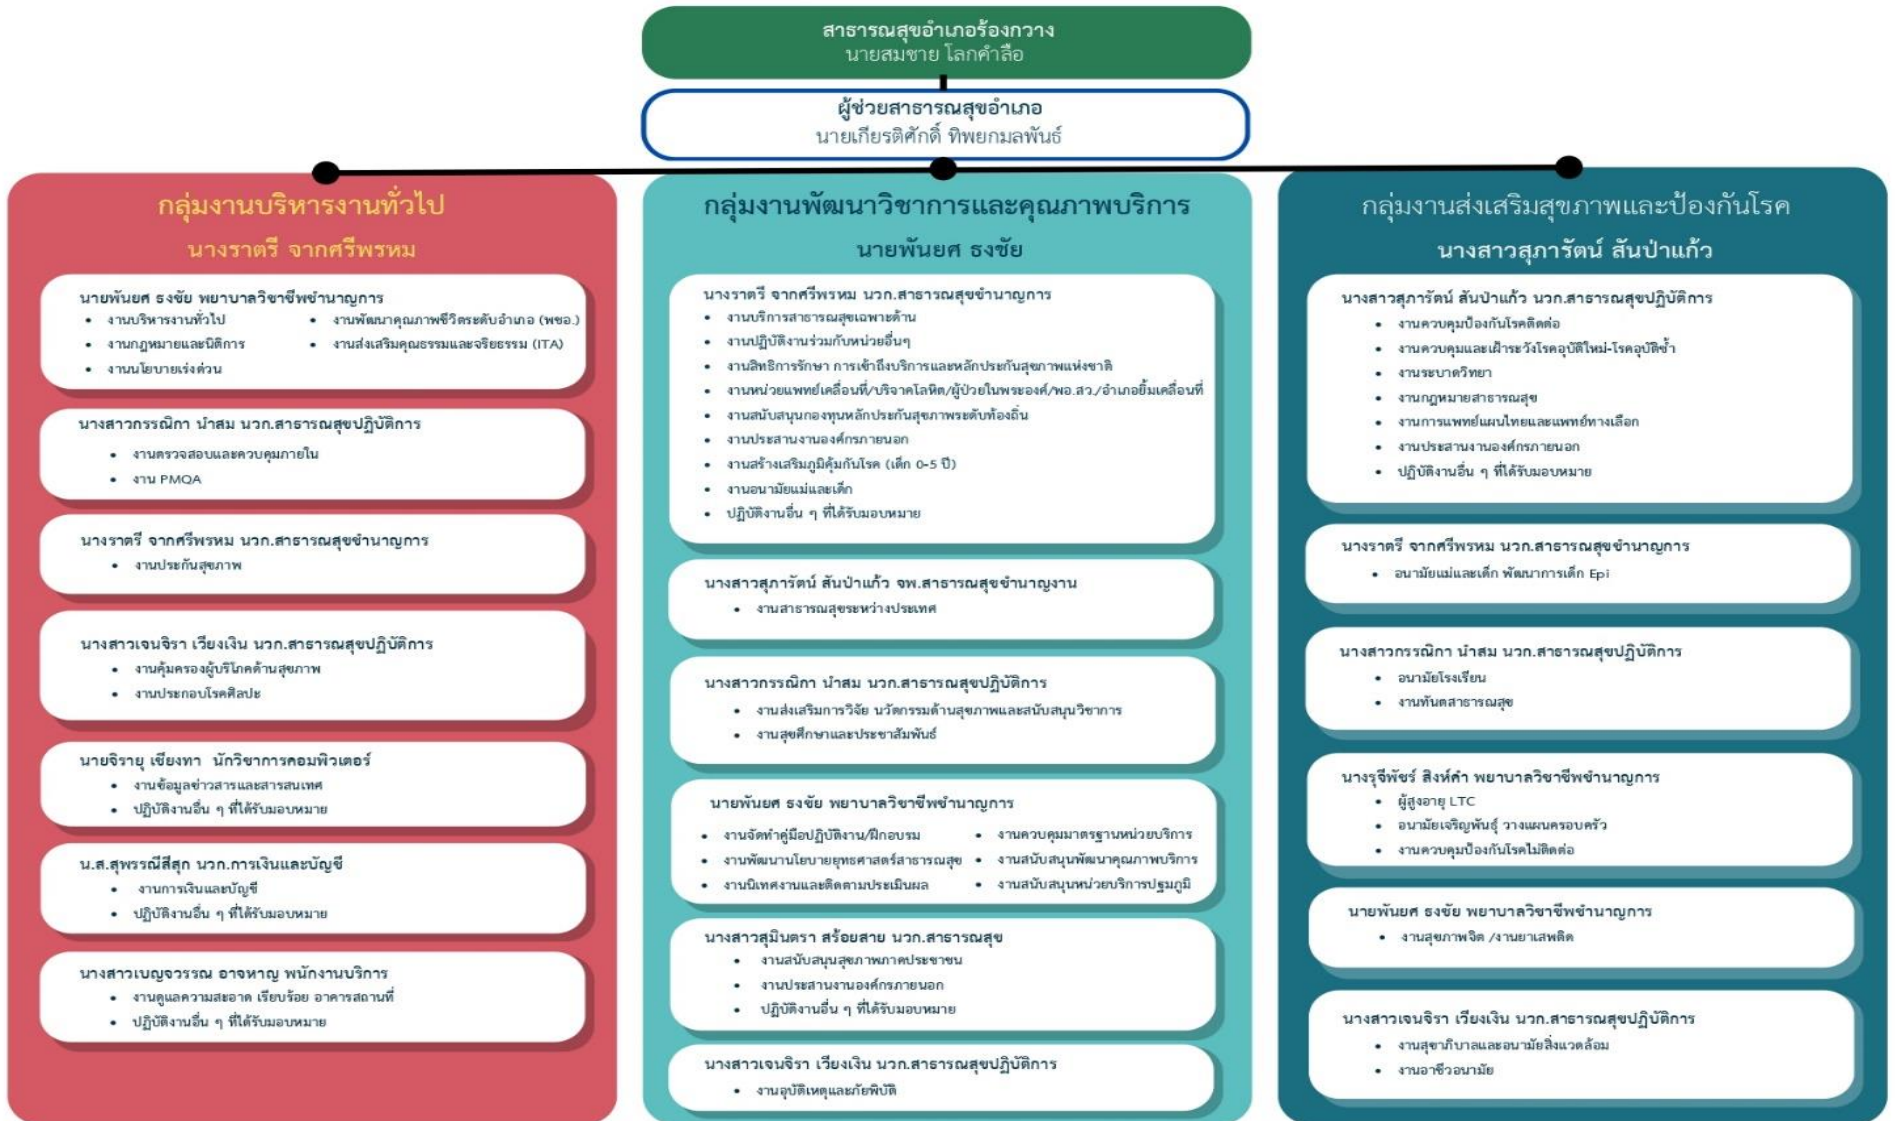 สาธารณสุขอำเภอร้องกวาง
นายสมชาย โลกคำลือ
ผู้ช่วยสาธารณสุขอำเภอ
นายเกียรติศักดิ์ ทิพยกมลพันธ์
กลุ่มงานบริหารงานทั่วไป
นางราตรี จากศรีพรหม
นายพันยศ ธงชัย พยาบาลวิชาชีพชำนาญการ
• งานบริหารงานทั่วไป
• งานกฎหมายและนิติการ
• งานนโยบายเร่งด่วน
• งานพัฒนาคุณภาพชีวิตระดับอำเภอ (พชอ.)
• งานส่งเสริมคุณธรรมและจริยธรรม (ITA)
นางสาวกรรณิกา นำสม นวก.สาธารณสุขปฏิบัติการ
• งานตรวจสอบและควบคุมภายใน
• งาน PMQA
นางราตรี จากศรีพรหม นวก.สาธารณสุขชำนาญการ
• งานประกันสุขภาพ
นางสาวเจนจิรา เวียงเงิน นวก.สาธารณสุขปฏิบัติการ
• งานคุ้มครองผู้บริโภคด้านสุขภาพ
• งานประกอบโรคศิลปะ
นายจิรายุ เชียงทา นักวิชาการคอมพิวเตอร์
• งานข้อมูลข่าวสารและสารสนเทศ
• ปฏิบัติงานอื่น ๆ ที่ได้รับมอบหมาย
น.ส.สุพรรณีสีสุก นวก.การเงินและบัญชี
• งานการเงินและบัญชี
• ปฏิบัติงานอื่น ๆ ที่ได้รับมอบหมาย
นางสาวเบญจวรรณ อาจหาญ พนักงานบริการ
• งานดูแลความสะอาด เรียบร้อย อาคารสถานที่
• ปฏิบัติงานอื่น ๆ ที่ได้รับมอบหมาย
กลุ่มงานพัฒนาวิชาการและคุณภาพบริการ
นายพันยศ ธงชัย
นางราตรี จากศรีพรหม นวก.สาธารณสุขชำนาญการ
• งานบริการสาธารณสุขเฉพาะด้าน
• งานปฏิบัติงานร่วมกับหน่วยอื่นๆ
• งานสิทธิการรักษา การเข้าถึงบริการและหลักประกันสุขภาพแห่งชาติ
• งานหน่วยแพทย์เคลื่อนที่/บริจาคโลหิต/ผู้ป่วยในพระองค์/พอ.สว./อำเภอยิ้มเคลื่อนที่
• งานสนับสนุนกองทุนหลักประกันสุขภาพระดับท้องถิ่น
• งานประสานงานองค์กรภายนอก
• งานสร้างเสริมภูมิคุ้มกันโรค (เด็ก 0-5 ปี)
• งานอนามัยแม่และเด็ก
• ปฏิบัติงานอื่น ๆ ที่ได้รับมอบหมาย
นางสาวสุภารัตน์ สันป่าแก้ว จพ.สาธารณสุขชำนาญงาน
• งานสาธารณสุขระหว่างประเทศ
นางสาวกรรณิกา นำสม นวก.สาธารณสุขปฏิบัติการ
• งานส่งเสริมการวิจัย นวัตกรรมด้านสุขภาพและสนับสนุนวิชาการ
• งานสุขศึกษาและประชาสัมพันธ์
นายพันยศ ธงชัย พยาบาลวิชาชีพชำนาญการ
• งานจัดทำคู่มือปฏิบัติงาน/ฝึกอบรม
• งานพัฒนานโยบายยุทธศาสตร์สาธารณสุข
• งานนิเทศงานและติดตามประเมินผล
• งานควบคุมมาตรฐานหน่วยบริการ
• งานสนับสนุนพัฒนาคุณภาพบริการ
• งานสนับสนุนหน่วยบริการปฐมภูมิ
นางสาวสุมินตรา สร้อยสาย นวก.สาธารณสุข
• งานสนับสนุนสุขภาพภาคประชาชน
• งานประสานงานองค์กรภายนอก
• ปฏิบัติงานอื่น ๆ ที่ได้รับมอบหมาย
นางสาวเจนจิรา เวียงเงิน นวก.สาธารณสุขปฏิบัติการ
• งานอุบัติเหตุและภัยพิบัติ
กลุ่มงานส่งเสริมสุขภาพและป้องกันโรค
นางสาวสุภารัตน์ สันป่าแก้ว
นางสาวสุภารัตน์ สันป่าแก้ว นวก.สาธารณสุขปฏิบัติการ
• งานควบคุมป้องกันโรคติดต่อ
• งานควบคุมและเฝ้าระวังโรคอุบัติใหม่-โรคอุบัติซ้ำ
• งานระบาดวิทยา
• งานกฎหมายสาธารณสุข
• งานการแพทย์แผนไทยและแพทย์ทางเลือก
• งานประสานงานองค์กรภายนอก
• ปฏิบัติงานอื่น ๆ ที่ได้รับมอบหมาย
นางราตรี จากศรีพรหม นวก.สาธารณสุขชำนาญการ
• อนามัยแม่และเด็ก พัฒนาการเด็ก Epi
นางสาวกรรณิกา นำสม นวก.สาธารณสุขปฏิบัติการ
• อนามัยโรงเรียน
• งานทันตสาธารณสุข
นางรุจีพัชร์ สิงห์คำ พยาบาลวิชาชีพชำนาญการ
• ผู้สูงอายุ LTC
• อนามัยเจริญพันธุ์ วางแผนครอบครัว
• งานควบคุมป้องกันโรคไม่ติดต่อ
นายพันยศ ธงชัย พยาบาลวิชาชีพชำนาญการ
• งานสุขภาพจิต /งานยาเสพติด
นางสาวเจนจิรา เวียงเงิน นวก.สาธารณสุขปฏิบัติการ
• งานสุขาภิบาลและอนามัยสิ่งแวดล้อม
• งานอาชีวอนามัย